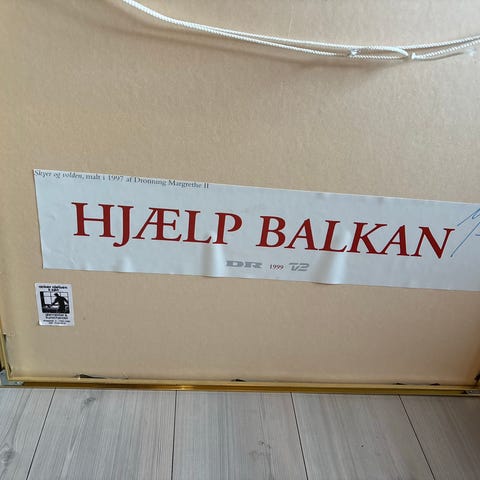 Skyer og volden, malt i 1997 af Dronning Margrethe II
HJÆLP BALKAN
DR 1999 TV2